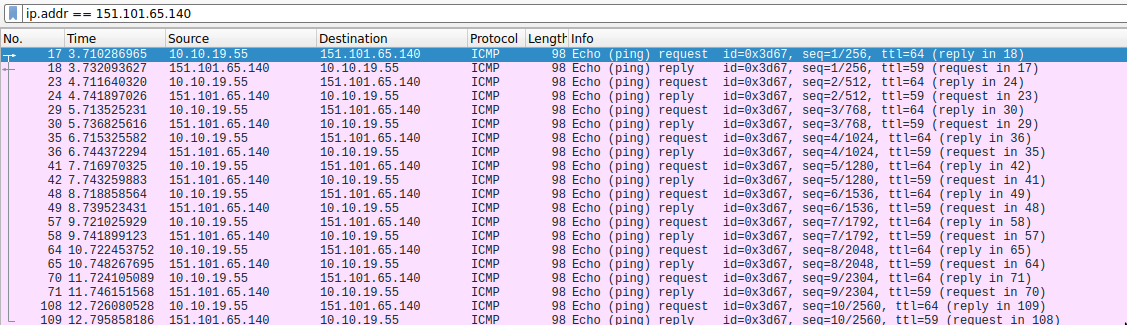 ip.addr == 151.101.65.140
No. Time Source Destination Protocol Length Info
17 3.710286965 10.10.19.55 151.101.65.140 ICMP 98 Echo (ping) request id=0x3d67, seq=1/256, ttl=64 (reply in 18)
18 3.732093627 151.101.65.140 10.10.19.55 ICMP 98 Echo (ping) reply id=0x3d67, seq=1/256, ttl=59 (request in 17)
23 4.711640320 10.10.19.55 151.101.65.140 ICMP 98 Echo (ping) request id=0x3d67, seq=2/512, ttl=64 (reply in 24)
24 4.741897026 151.101.65.140 10.10.19.55 ICMP 98 Echo (ping) reply id=0x3d67, seq=2/512, ttl=59 (request in 23)
29 5.713525231 10.10.19.55 151.101.65.140 ICMP 98 Echo (ping) request id=0x3d67, seq=3/768, ttl=64 (reply in 30)
30 5.736825616 151.101.65.140 10.10.19.55 ICMP 98 Echo (ping) reply id=0x3d67, seq=3/768, ttl=59 (request in 29)
35 6.715325582 10.10.19.55 151.101.65.140 ICMP 98 Echo (ping) request id=0x3d67, seq=4/1024, ttl=64 (reply in 36)
36 6.744372294 151.101.65.140 10.10.19.55 ICMP 98 Echo (ping) reply id=0x3d67, seq=4/1024, ttl=59 (request in 35)
41 7.716970325 10.10.19.55 151.101.65.140 ICMP 98 Echo (ping) request id=0x3d67, seq=5/1280, ttl=64 (reply in 42)
42 7.743259883 151.101.65.140 10.10.19.55 ICMP 98 Echo (ping) reply id=0x3d67, seq=5/1280, ttl=59 (request in 41)
48 8.718858564 10.10.19.55 151.101.65.140 ICMP 98 Echo (ping) request id=0x3d67, seq=6/1536, ttl=64 (reply in 49)
49 8.739523431 151.101.65.140 10.10.19.55 ICMP 98 Echo (ping) reply id=0x3d67, seq=6/1536, ttl=59 (request in 48)
57 9.721025929 10.10.19.55 151.101.65.140 ICMP 98 Echo (ping) request id=0x3d67, seq=7/1792, ttl=64 (reply in 58)
58 9.741899123 151.101.65.140 10.10.19.55 ICMP 98 Echo (ping) reply id=0x3d67, seq=7/1792, ttl=59 (request in 57)
64 10.722453752 10.10.19.55 151.101.65.140 ICMP 98 Echo (ping) request id=0x3d67, seq=8/2048, ttl=64 (reply in 65)
65 10.748267695 151.101.65.140 10.10.19.55 ICMP 98 Echo (ping) reply id=0x3d67, seq=8/2048, ttl=59 (request in 64)
70 11.724105089 10.10.19.55 151.101.65.140 ICMP 98 Echo (ping) request id=0x3d67, seq=9/2304, ttl=64 (reply in 71)
71 11.746151568 151.101.65.140 10.10.19.55 ICMP 98 Echo (ping) reply id=0x3d67, seq=9/2304, ttl=59 (request in 70)
108 12.726080528 10.10.19.55 151.101.65.140 ICMP 98 Echo (ping) request id=0x3d67, seq=10/2560, ttl=64 (reply in 109)
109 12.795858186 151.101.65.140 10.10.19.55 ICMP 98 Echo (ping) reply id=0x3d67, seq=10/2560, ttl=59 (request in 108)